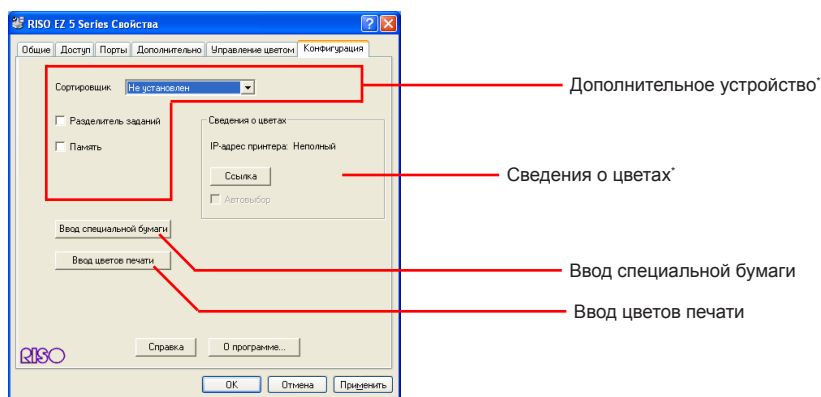 RISO EZ 5 Series Свойства
Общие Доступ Порты Дополнительно Управление цветом Конфигурация
Сортировщик Не установлен
Дополнительное устройство*
Разделитель заданий
Память
Сведения о цветах
IP-адрес принтера: Неполный
Ссылка
Автовыбор
Сведения о цветах*
Ввод специальной бумаги
Ввод цветов печати
Ввод специальной бумаги
Ввод цветов печати
RISO
Справка О программе...
OK Отмена Применить